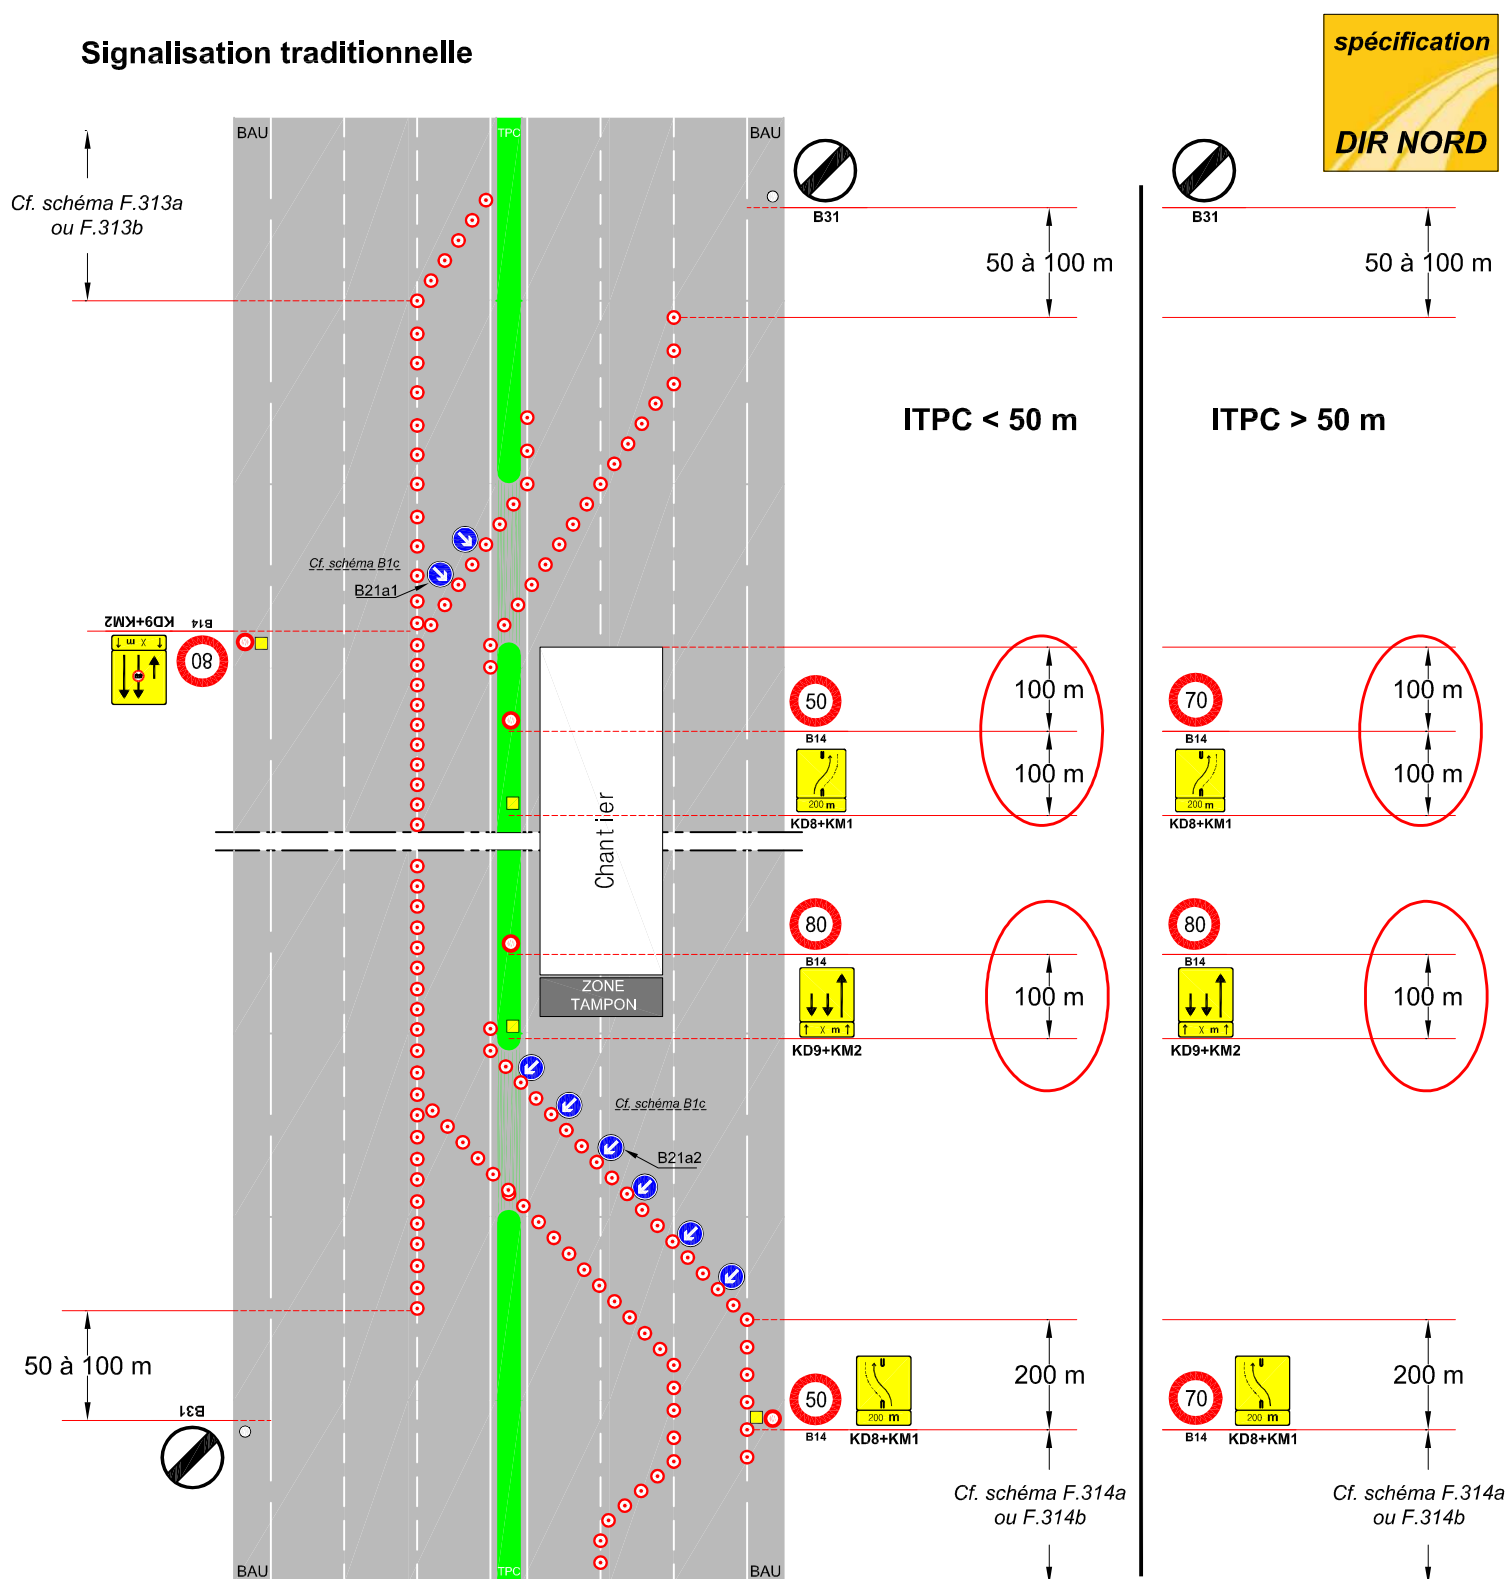 Signalisation traditionnelle
spécification
DIR NORD
BAU
TPC
BAU
Cf. schéma F.313a
ou F.313b
B31
B31
50 à 100 m
50 à 100 m
ITPC < 50 m
ITPC > 50 m
Cf. schéma B1c
B21a1
KD9+KM2
B14
↑ X m ↑
80
100 m
100 m
50
70
B14
B14
100 m
100 m
200 m
200 m
KD8+KM1
KD8+KM1
Chantier
80
80
B14
B14
ZONE
TAMPON
100 m
100 m
↑ X m ↑
↑ X m ↑
KD9+KM2
KD9+KM2
Cf. schéma B1c
B21a2
50 à 100 m
200 m
200 m
50
70
200 m
200 m
B14
KD8+KM1
B14
KD8+KM1
B31
Cf. schéma F.314a
ou F.314b
Cf. schéma F.314a
ou F.314b
BAU
TPC
BAU